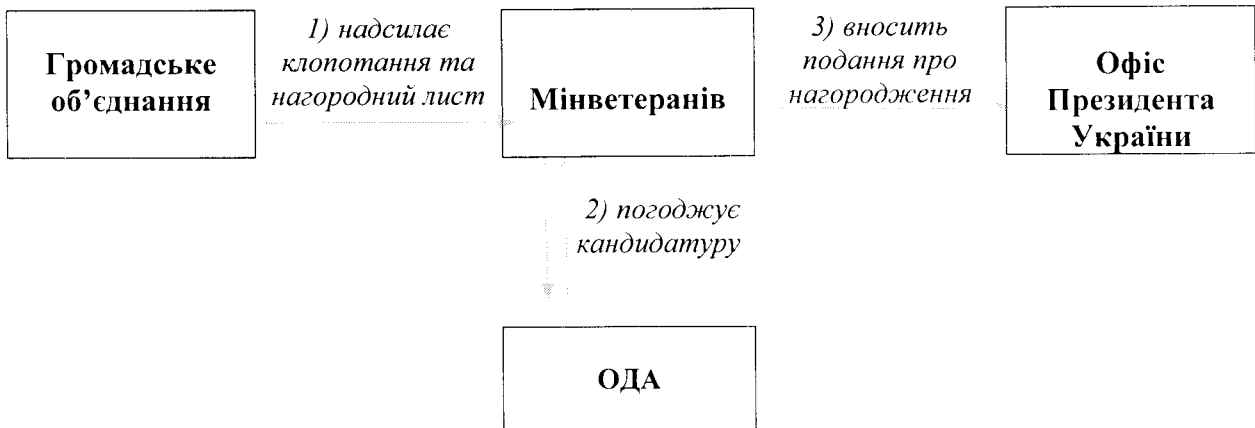 Громадське
об’єднання
1) надсилає
клопотання та
нагородний лист
Мінветеранів
3) вносить
подання про
нагородження
Офіс
Президента
України
2) погоджує
кандидатуру
ОДА